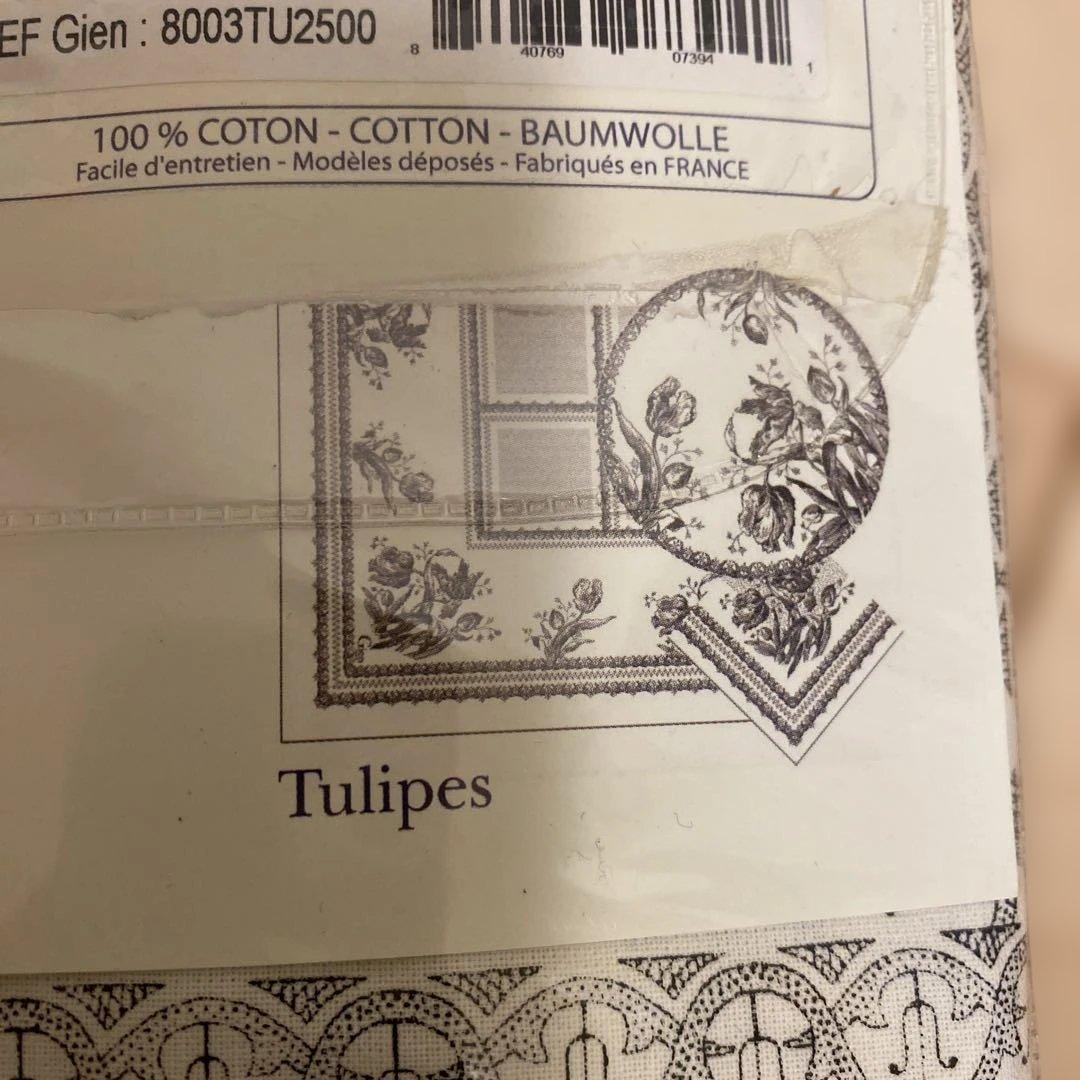 EF Gien : 8003TU2500
8 40769 07394 1
100 % COTON - COTTON - BAUMWOLLE
Facile d'entretien - Modèles déposés - Fabriqués en FRANCE
Tulipes